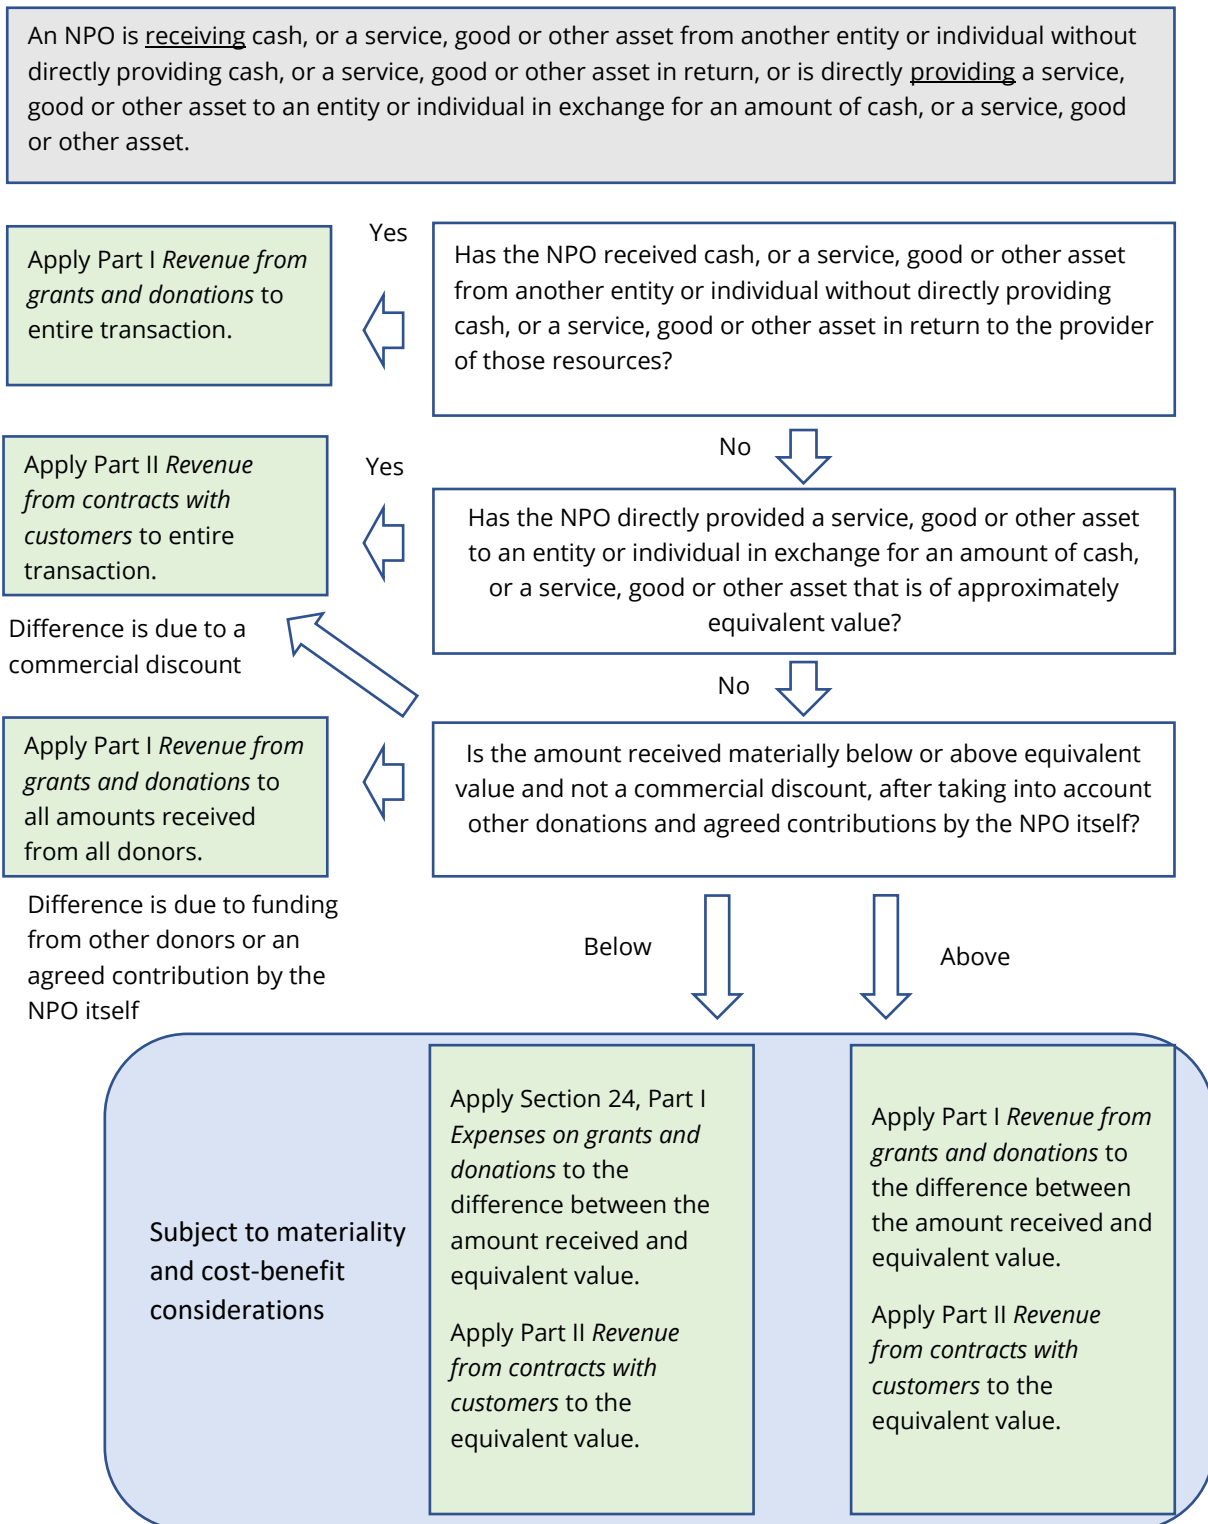 An NPO is receiving cash, or a service, good or other asset from another entity or individual without
directly providing cash, or a service, good or other asset in return, or is directly providing a service,
good or other asset to an entity or individual in exchange for an amount of cash, or a service, good
or other asset.
Apply Part I Revenue from
grants and donations to
entire transaction.
Yes
Has the NPO received cash, or a service, good or other asset
from another entity or individual without directly providing
cash, or a service, good or other asset in return to the provider
of those resources?
No
Apply Part II Revenue
from contracts with
customers to entire
transaction.
Yes
Has the NPO directly provided a service, good or other asset
to an entity or individual in exchange for an amount of cash,
or a service, good or other asset that is of approximately
equivalent value?
Difference is due to a
commercial discount
No
Apply Part I Revenue from
grants and donations to
all amounts received
from all donors.
Is the amount received materially below or above equivalent
value and not a commercial discount, after taking into account
other donations and agreed contributions by the NPO itself?
Difference is due to funding
from other donors or an
agreed contribution by the
NPO itself
Below
Above
Subject to materiality
and cost-benefit
considerations
Apply Section 24, Part I
Expenses on grants and
donations to the
difference between the
amount received and
equivalent value.
Apply Part II Revenue
from contracts with
customers to the
equivalent value.
Apply Part I Revenue from
grants and donations to
the difference between
the amount received and
equivalent value.
Apply Part II Revenue
from contracts with
customers to the
equivalent value.